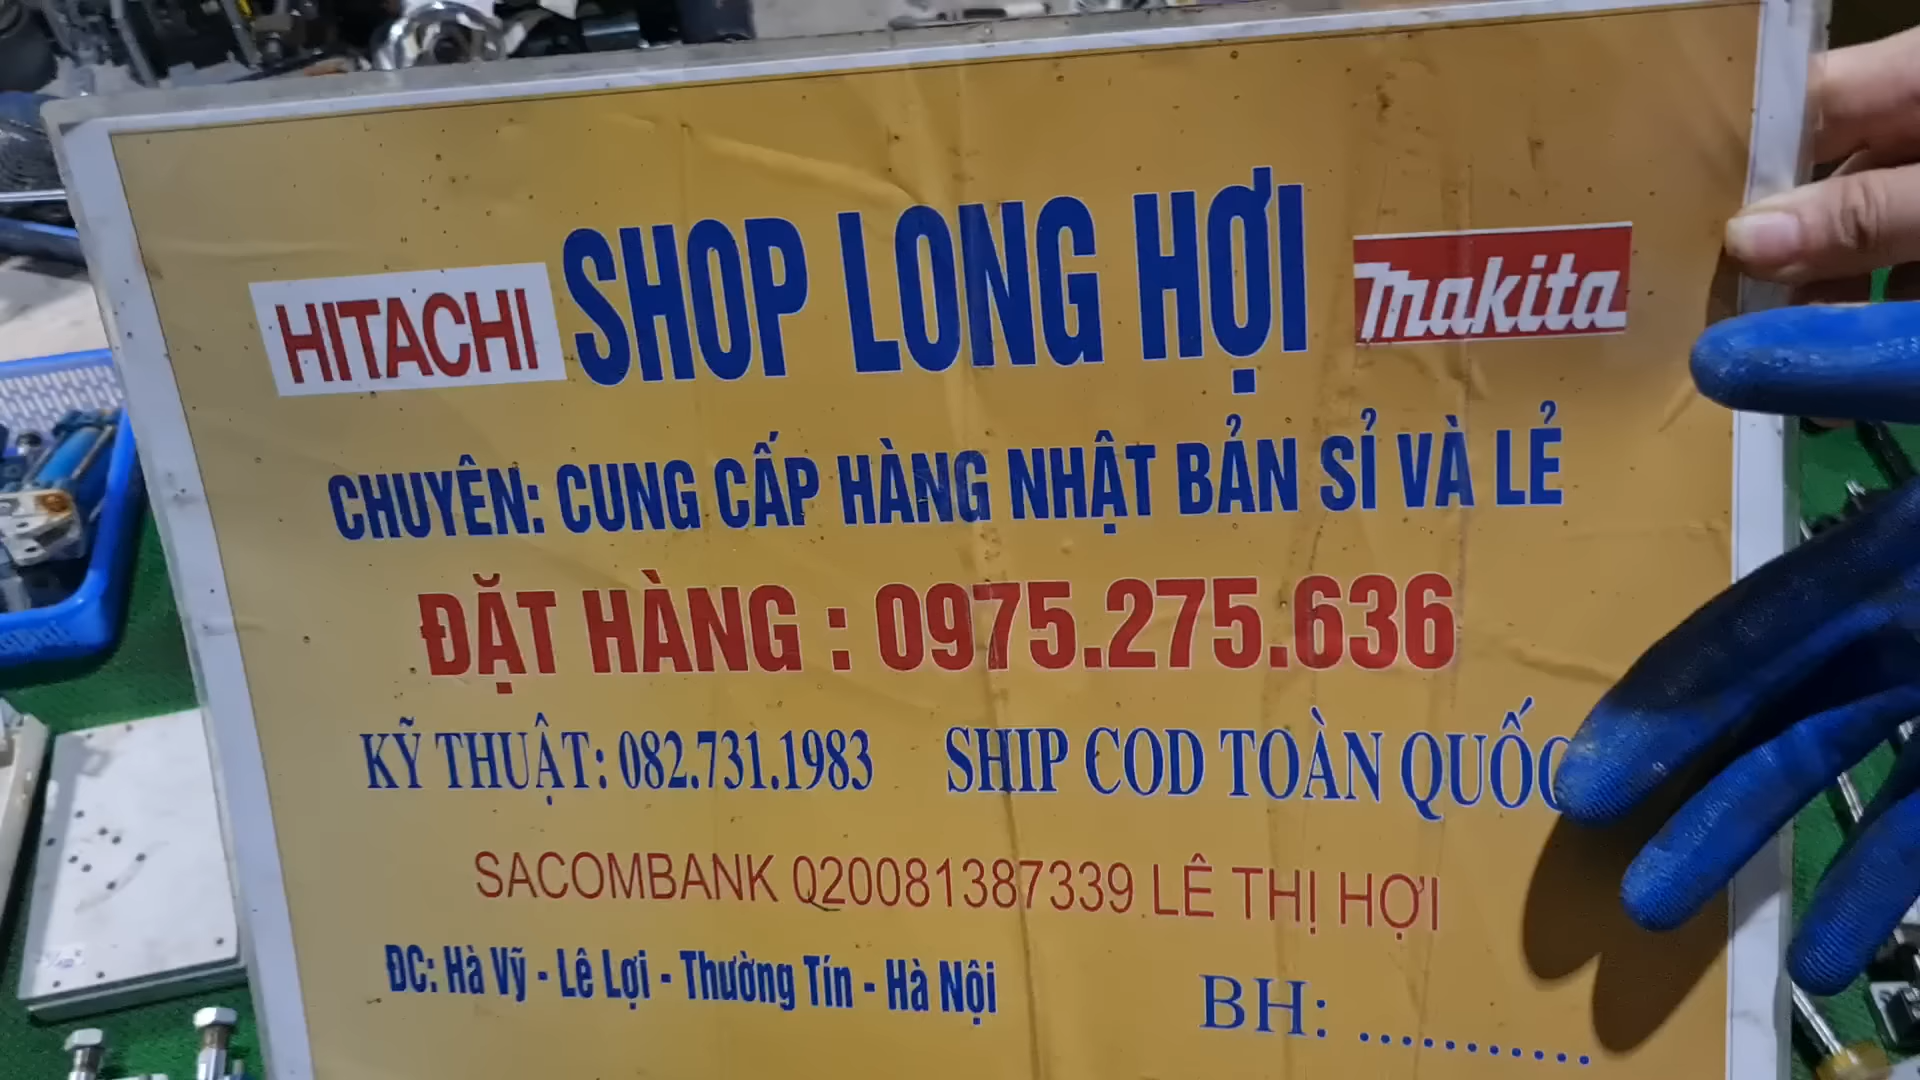 HITACHI SHOP LONG HỢI makita
CHUYÊN: CUNG CẤP HÀNG NHẬT BẢN SỈ VÀ LẺ
ĐẶT HÀNG : 0975.275.636
KỸ THUẬT: 082.731.1983 SHIP COD TOÀN QUỐC
SACOMBANK 020081387339 LÊ THỊ HỢI
ĐC: Hà Vỹ - Lê Lợi - Thường Tín - Hà Nội BH: ...........